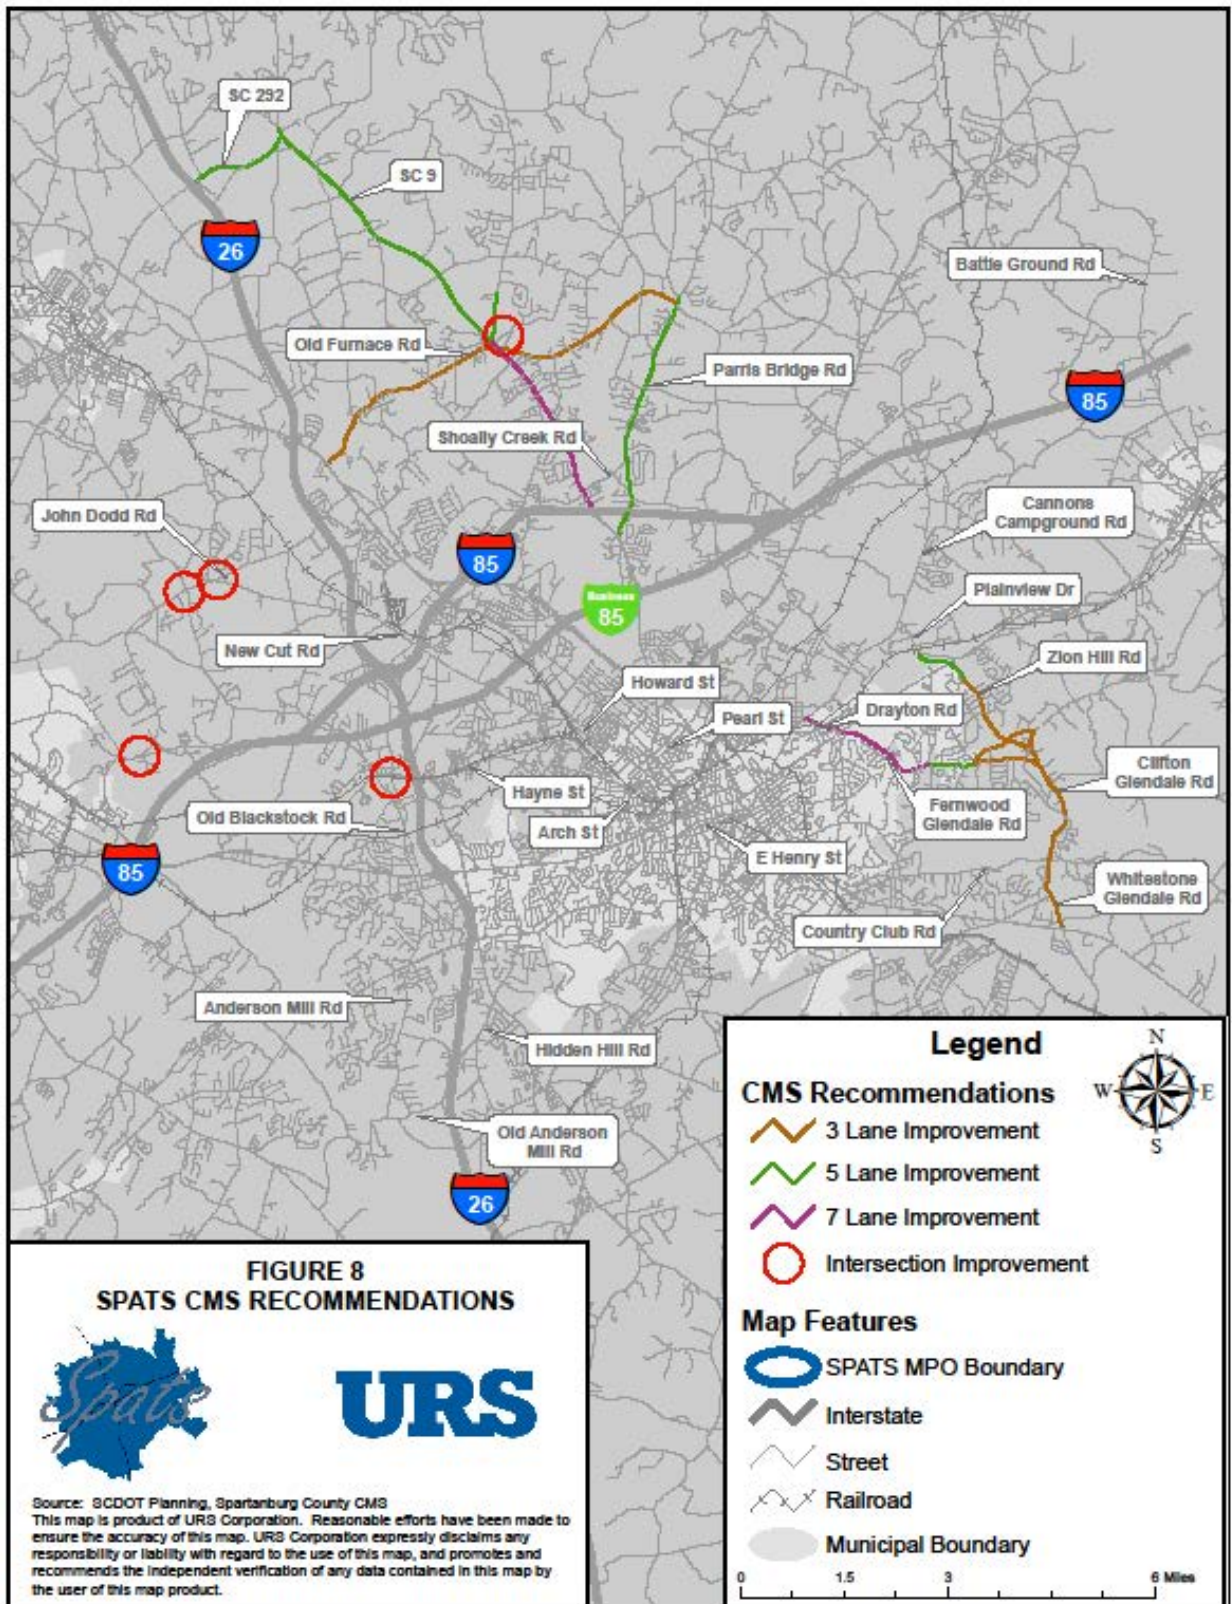 SC 292
SC 9
26
Battle Ground Rd
Old Furnace Rd
Parris Bridge Rd
85
Shoally Creek Rd
John Dodd Rd
Cannons
Campground Rd
85
Plainview Dr
Business
85
New Cut Rd
Zion Hill Rd
Howard St
Pearl St
Drayton Rd
Clifton
Glendale Rd
Hayne St
Old Blackstock Rd
Arch St
Fernwood
Glendale Rd
E Henry St
85
Whitestone
Glendale Rd
Country Club Rd
Anderson Mill Rd
Hidden Hill Rd
Old Anderson
Mill Rd
26
Legend
N
W
E
S
CMS Recommendations
3 Lane Improvement
5 Lane Improvement
7 Lane Improvement
Intersection Improvement
Map Features
SPATS MPO Boundary
Interstate
Street
Railroad
Municipal Boundary
0 1.5 3 6 Miles
FIGURE 8
SPATS CMS RECOMMENDATIONS
Spats
URS
Source: SCDOT Planning, Spartanburg County CMS
This map is product of URS Corporation. Reasonable efforts have been made to
ensure the accuracy of this map. URS Corporation expressly disclaims any
responsibility or liability with regard to the use of this map, and promotes and
recommends the independent verification of any data contained in this map by
the user of this map product.